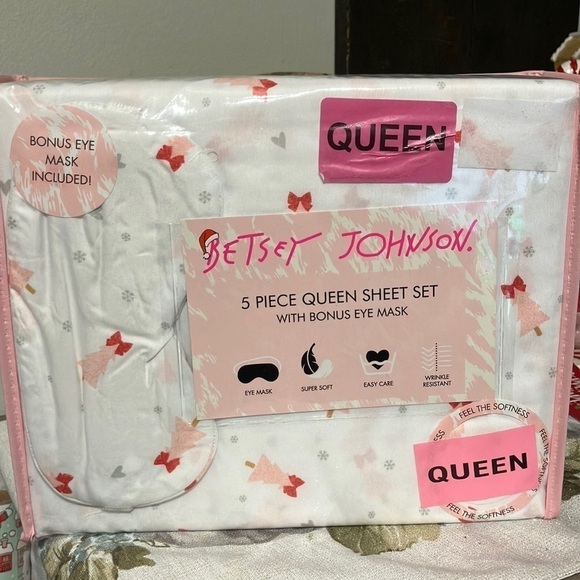 BONUS EYE
MASK
INCLUDED!
QUEEN
BETSEY JOHNSON.
5 PIECE QUEEN SHEET SET
WITH BONUS EYE MASK
EYE MASK
SUPER SOFT
EASY CARE
WRINKLE
RESISTANT
FEEL THE SOFTNESS
QUEEN
FEEL THE SOFTNESS